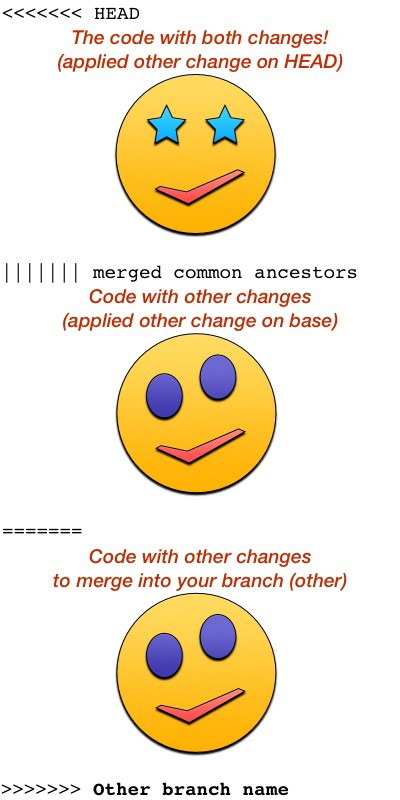 <<<<<<< HEAD
The code with both changes!
(applied other change on HEAD)
||||||| merged common ancestors
Code with other changes
(applied other change on base)
=======
Code with other changes
to merge into your branch (other)
>>>>>>> Other branch name